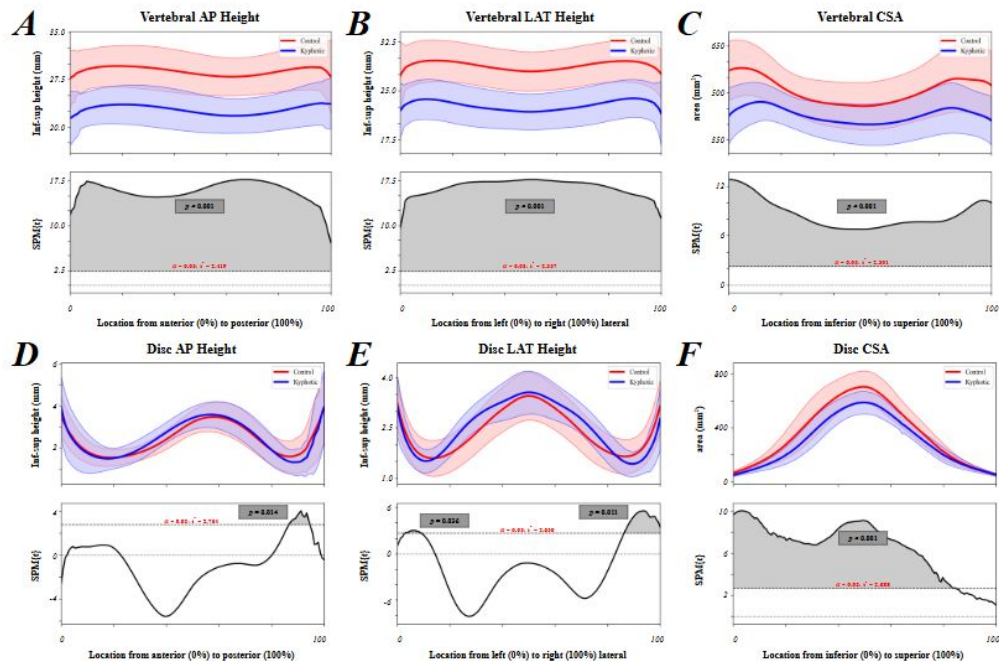 A Vertebral AP Height
Inf-sup height (mm)
35.0
27.5
20.0
Control
Kyphotic
SPM{t}
17.5
10.0
2.5
p = 0.001
0
100
Location from anterior (0%) to posterior (100%)
B Vertebral LAT Height
Inf-sup height (mm)
32.5
25.0
17.5
Control
Kyphotic
SPM{t}
17.5
10.0
2.5
p = 0.001
0
100
Location from left (0%) to right (100%) lateral
C Vertebral CSA
area (mm²)
650
500
350
Control
Kyphotic
SPM{t}
12
6
0
p = 0.001
0
100
Location from inferior (0%) to superior (100%)
D Disc AP Height
Inf-sup height (mm)
6
4
2
Control
Kyphotic
SPM{t}
4
0
-4
p = 0.014
0
100
Location from anterior (0%) to posterior (100%)
E Disc LAT Height
Inf-sup height (mm)
4.0
2.5
1.0
Control
Kyphotic
SPM{t}
6
0
-6
0
100
Location from left (0%) to right (100%) lateral
F Disc CSA
area (mm²)
800
400
0
Control
Kyphotic
SPM{t}
10
6
2
p = 0.001
0
100
Location from inferior (0%) to superior (100%)